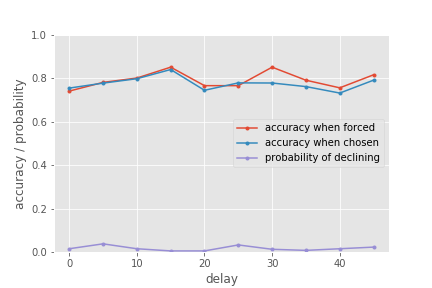 1.0
0.8
0.6
0.4
0.2
0.0
accuracy / probability
accuracy when forced
accuracy when chosen
probability of declining
0
10
20
30
40
delay